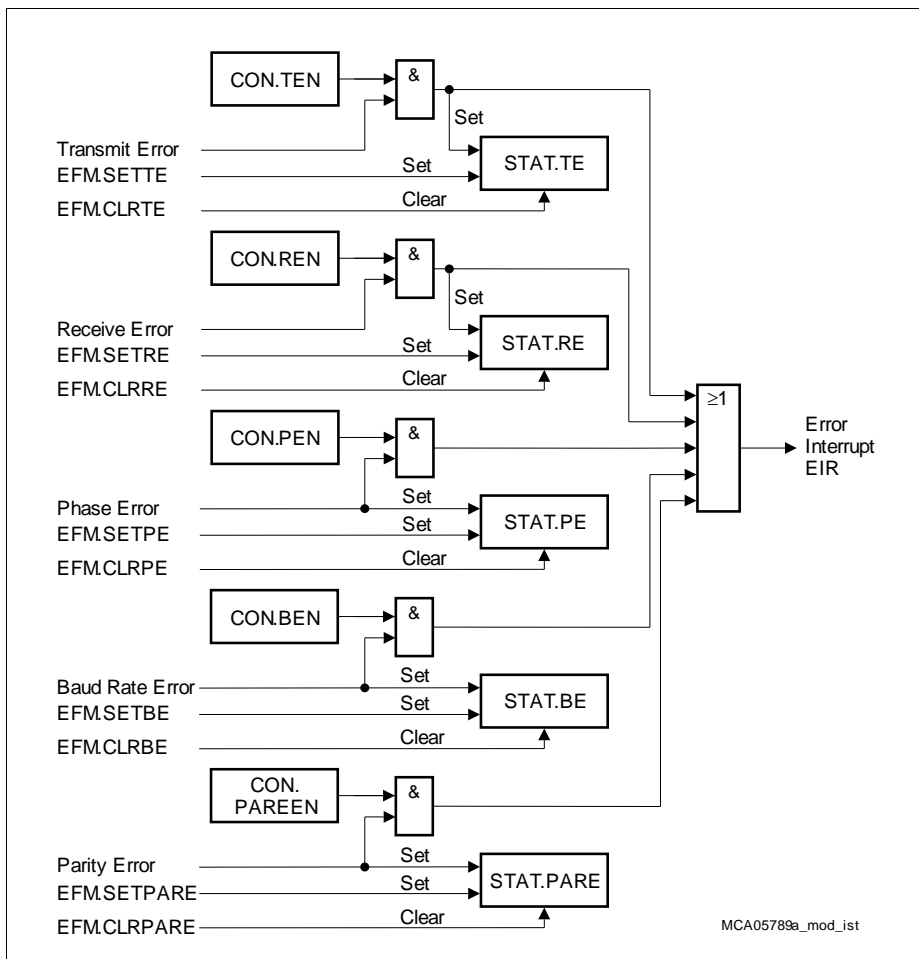 CON.TEN
&
Set
Transmit Error
Set
STAT.TE
EFM.SETTE
Clear
EFM.CLRTE
CON.REN
&
Set
Receive Error
Set
STAT.RE
EFM.SETRE
Clear
EFM.CLRRE
≥1
Error
Interrupt
EIR
CON.PEN
&
Phase Error
Set
STAT.PE
EFM.SETPE
Set
Clear
EFM.CLRPE
CON.BEN
&
Baud Rate Error
Set
STAT.BE
EFM.SETBE
Set
Clear
EFM.CLRBE
CON.
PAREEN
&
Parity Error
Set
STAT.PARE
EFM.SETPARE
Set
Clear
EFM.CLRPARE
MCA05789a_mod_ist